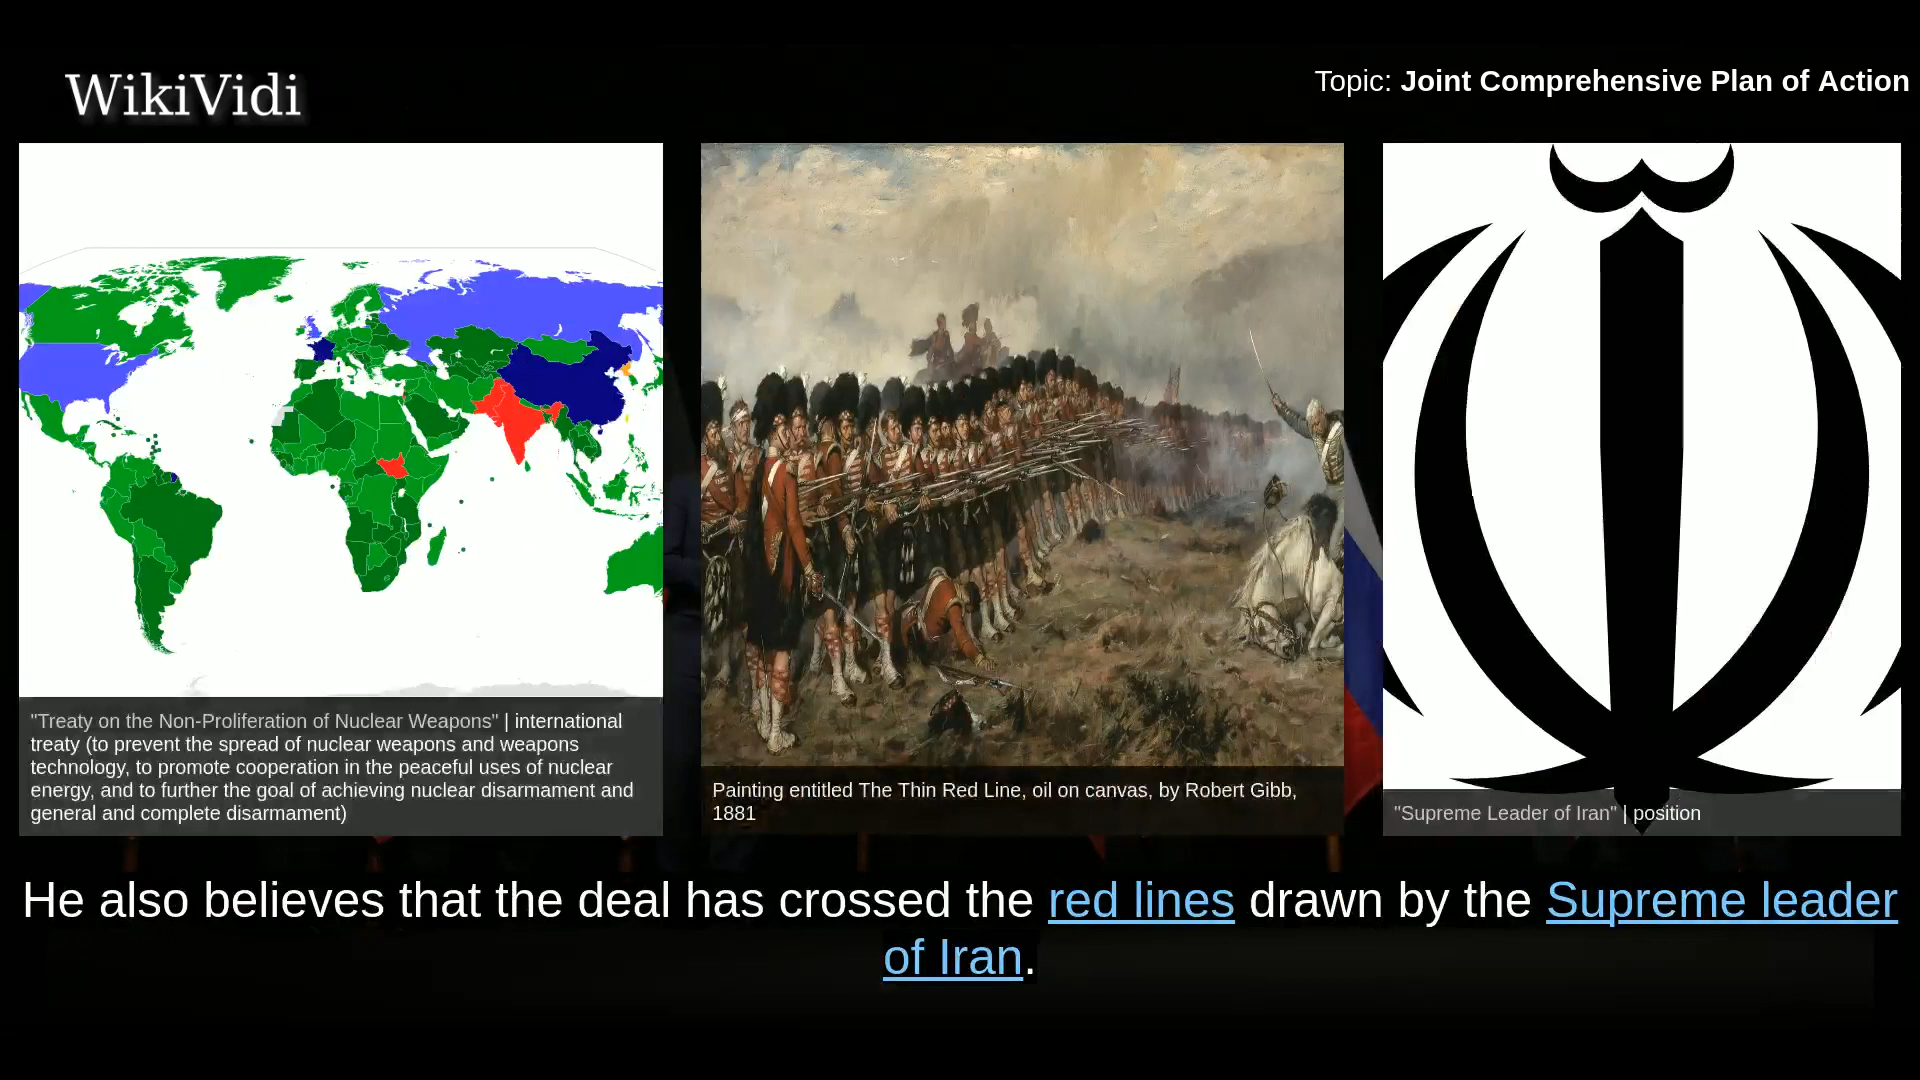 WikiVidi
Topic: Joint Comprehensive Plan of Action
"Treaty on the Non-Proliferation of Nuclear Weapons" | international
treaty (to prevent the spread of nuclear weapons and weapons
technology, to promote cooperation in the peaceful uses of nuclear
energy, and to further the goal of achieving nuclear disarmament and
general and complete disarmament)
Painting entitled The Thin Red Line, oil on canvas, by Robert Gibb,
1881
"Supreme Leader of Iran" | position
He also believes that the deal has crossed the red lines drawn by the Supreme leader
of Iran.